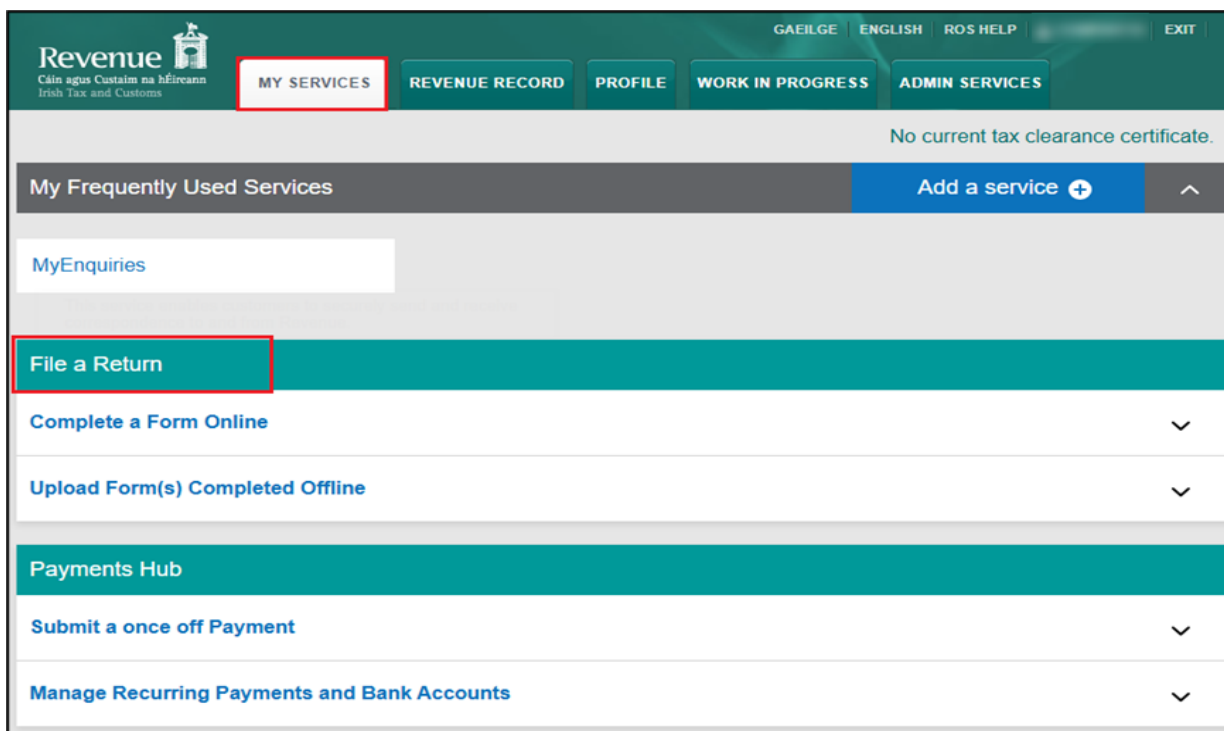 GAEILGE ENGLISH ROS HELP EXIT
Revenue
Cáin agus Custaim na hÉireann
Irish Tax and Customs
MY SERVICES REVENUE RECORD PROFILE WORK IN PROGRESS ADMIN SERVICES
No current tax clearance certificate.
My Frequently Used Services Add a service
MyEnquiries
File a Return
Complete a Form Online
Upload Form(s) Completed Offline
Payments Hub
Submit a once off Payment
Manage Recurring Payments and Bank Accounts